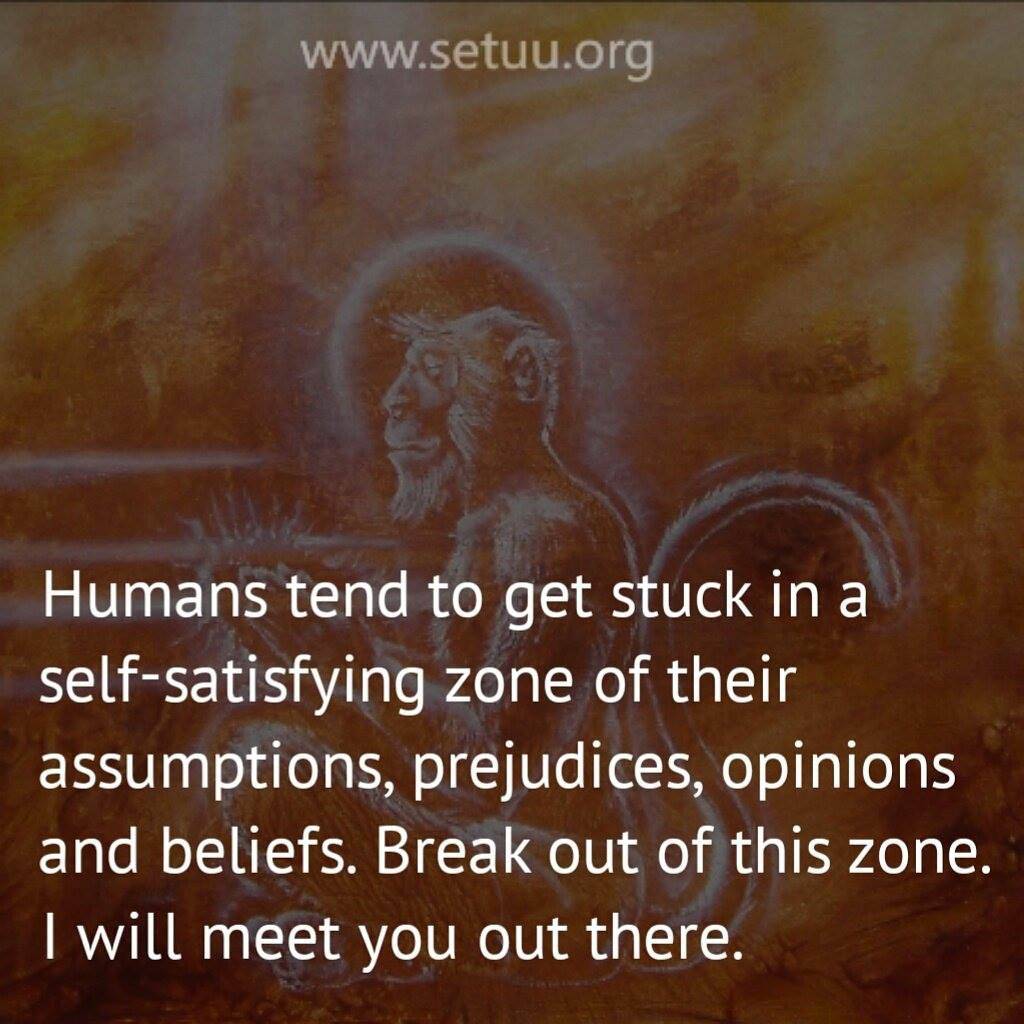 www.setuu.org
Humans tend to get stuck in a
self-satisfying zone of their
assumptions, prejudices, opinions
and beliefs. Break out of this zone.
I will meet you out there.